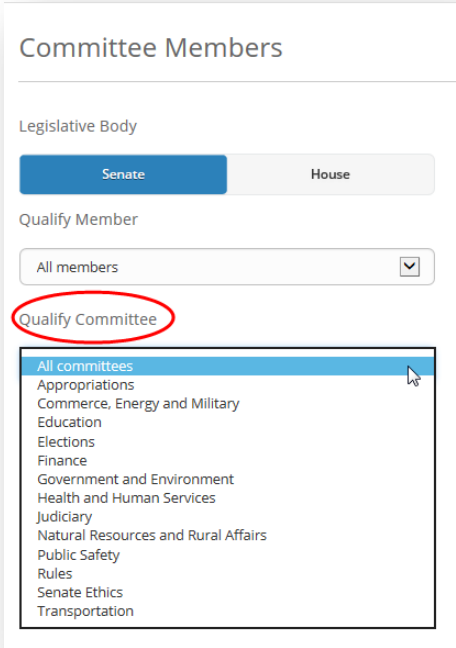 Committee Members
Legislative Body
Senate House
Qualify Member
All members
Qualify Committee
All committees
Appropriations
Commerce, Energy and Military
Education
Elections
Finance
Government and Environment
Health and Human Services
Judiciary
Natural Resources and Rural Affairs
Public Safety
Rules
Senate Ethics
Transportation